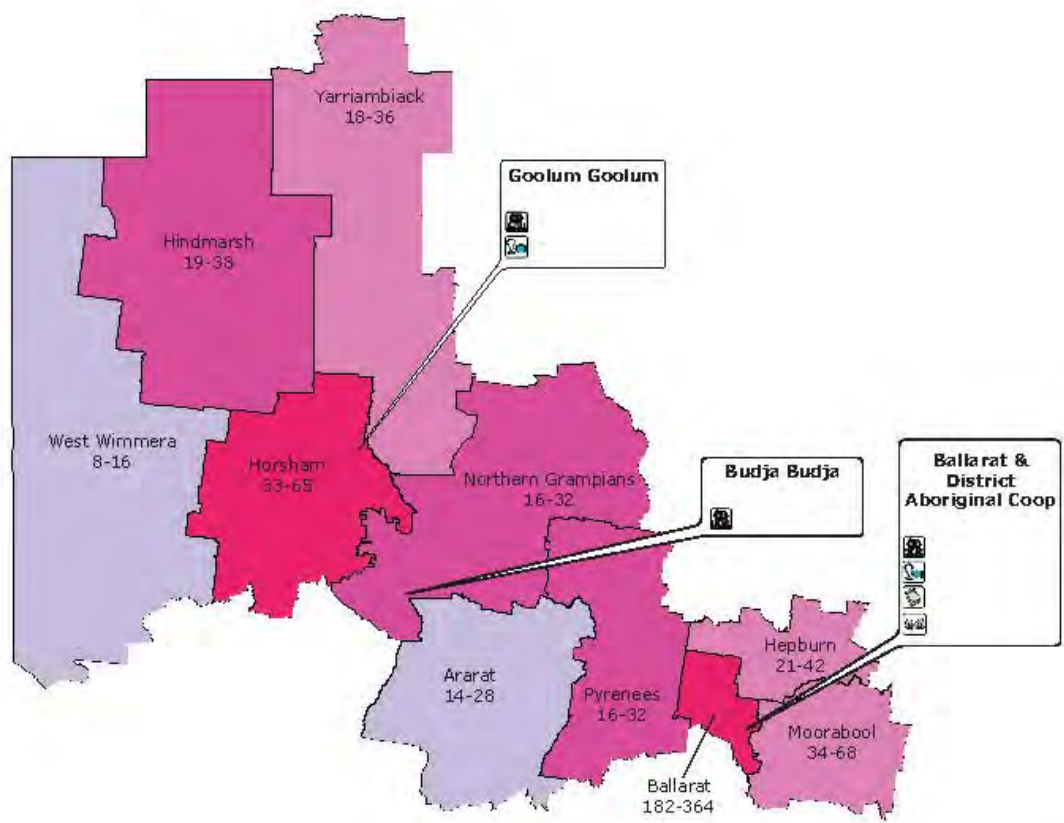 Yarriambiack
18-36
Goolum Goolum
Hindmarsh
19-38
West Wimmera
8-16
Horsham
33-65
Northern Grampians
16-32
Budja Budja
Ballarat &
District
Aboriginal Coop
Hepburn
21-42
Ararat
14-28
Pyrenees
16-32
Moorabool
34-68
Ballarat
182-364